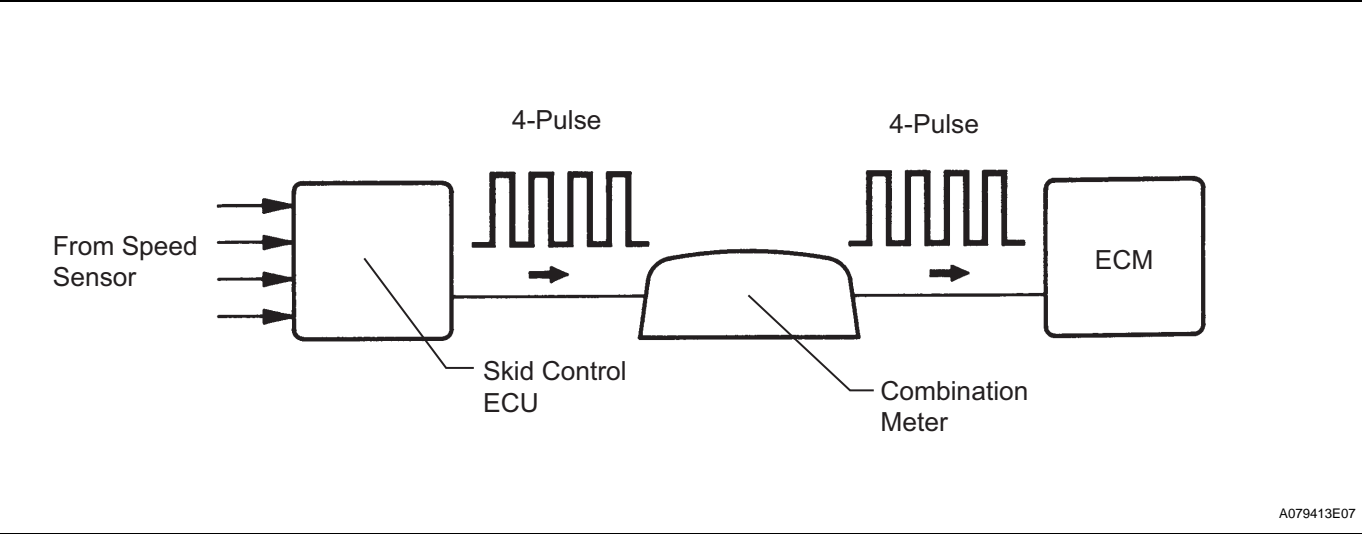 4-Pulse
4-Pulse
From Speed
Sensor
ECM
Skid Control
ECU
Combination
Meter
A079413E07